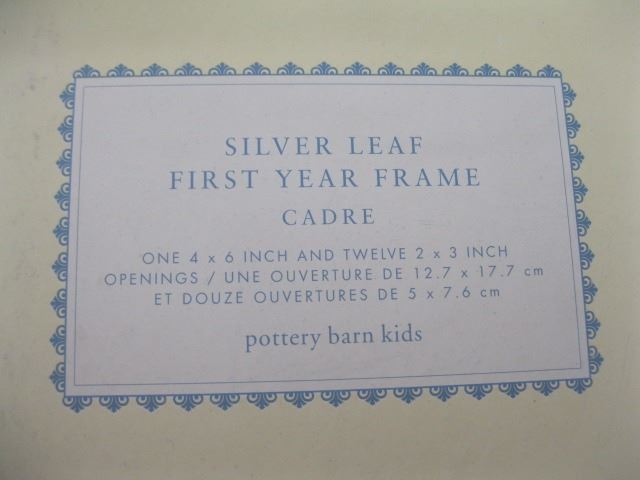 SILVER LEAF
FIRST YEAR FRAME
CADRE
ONE 4 x 6 INCH AND TWELVE 2 x 3 INCH
OPENINGS / UNE OUVERTURE DE 12.7 x 17.7 cm
ET DOUZE OUVERTURES DE 5 x 7.6 cm
pottery barn kids